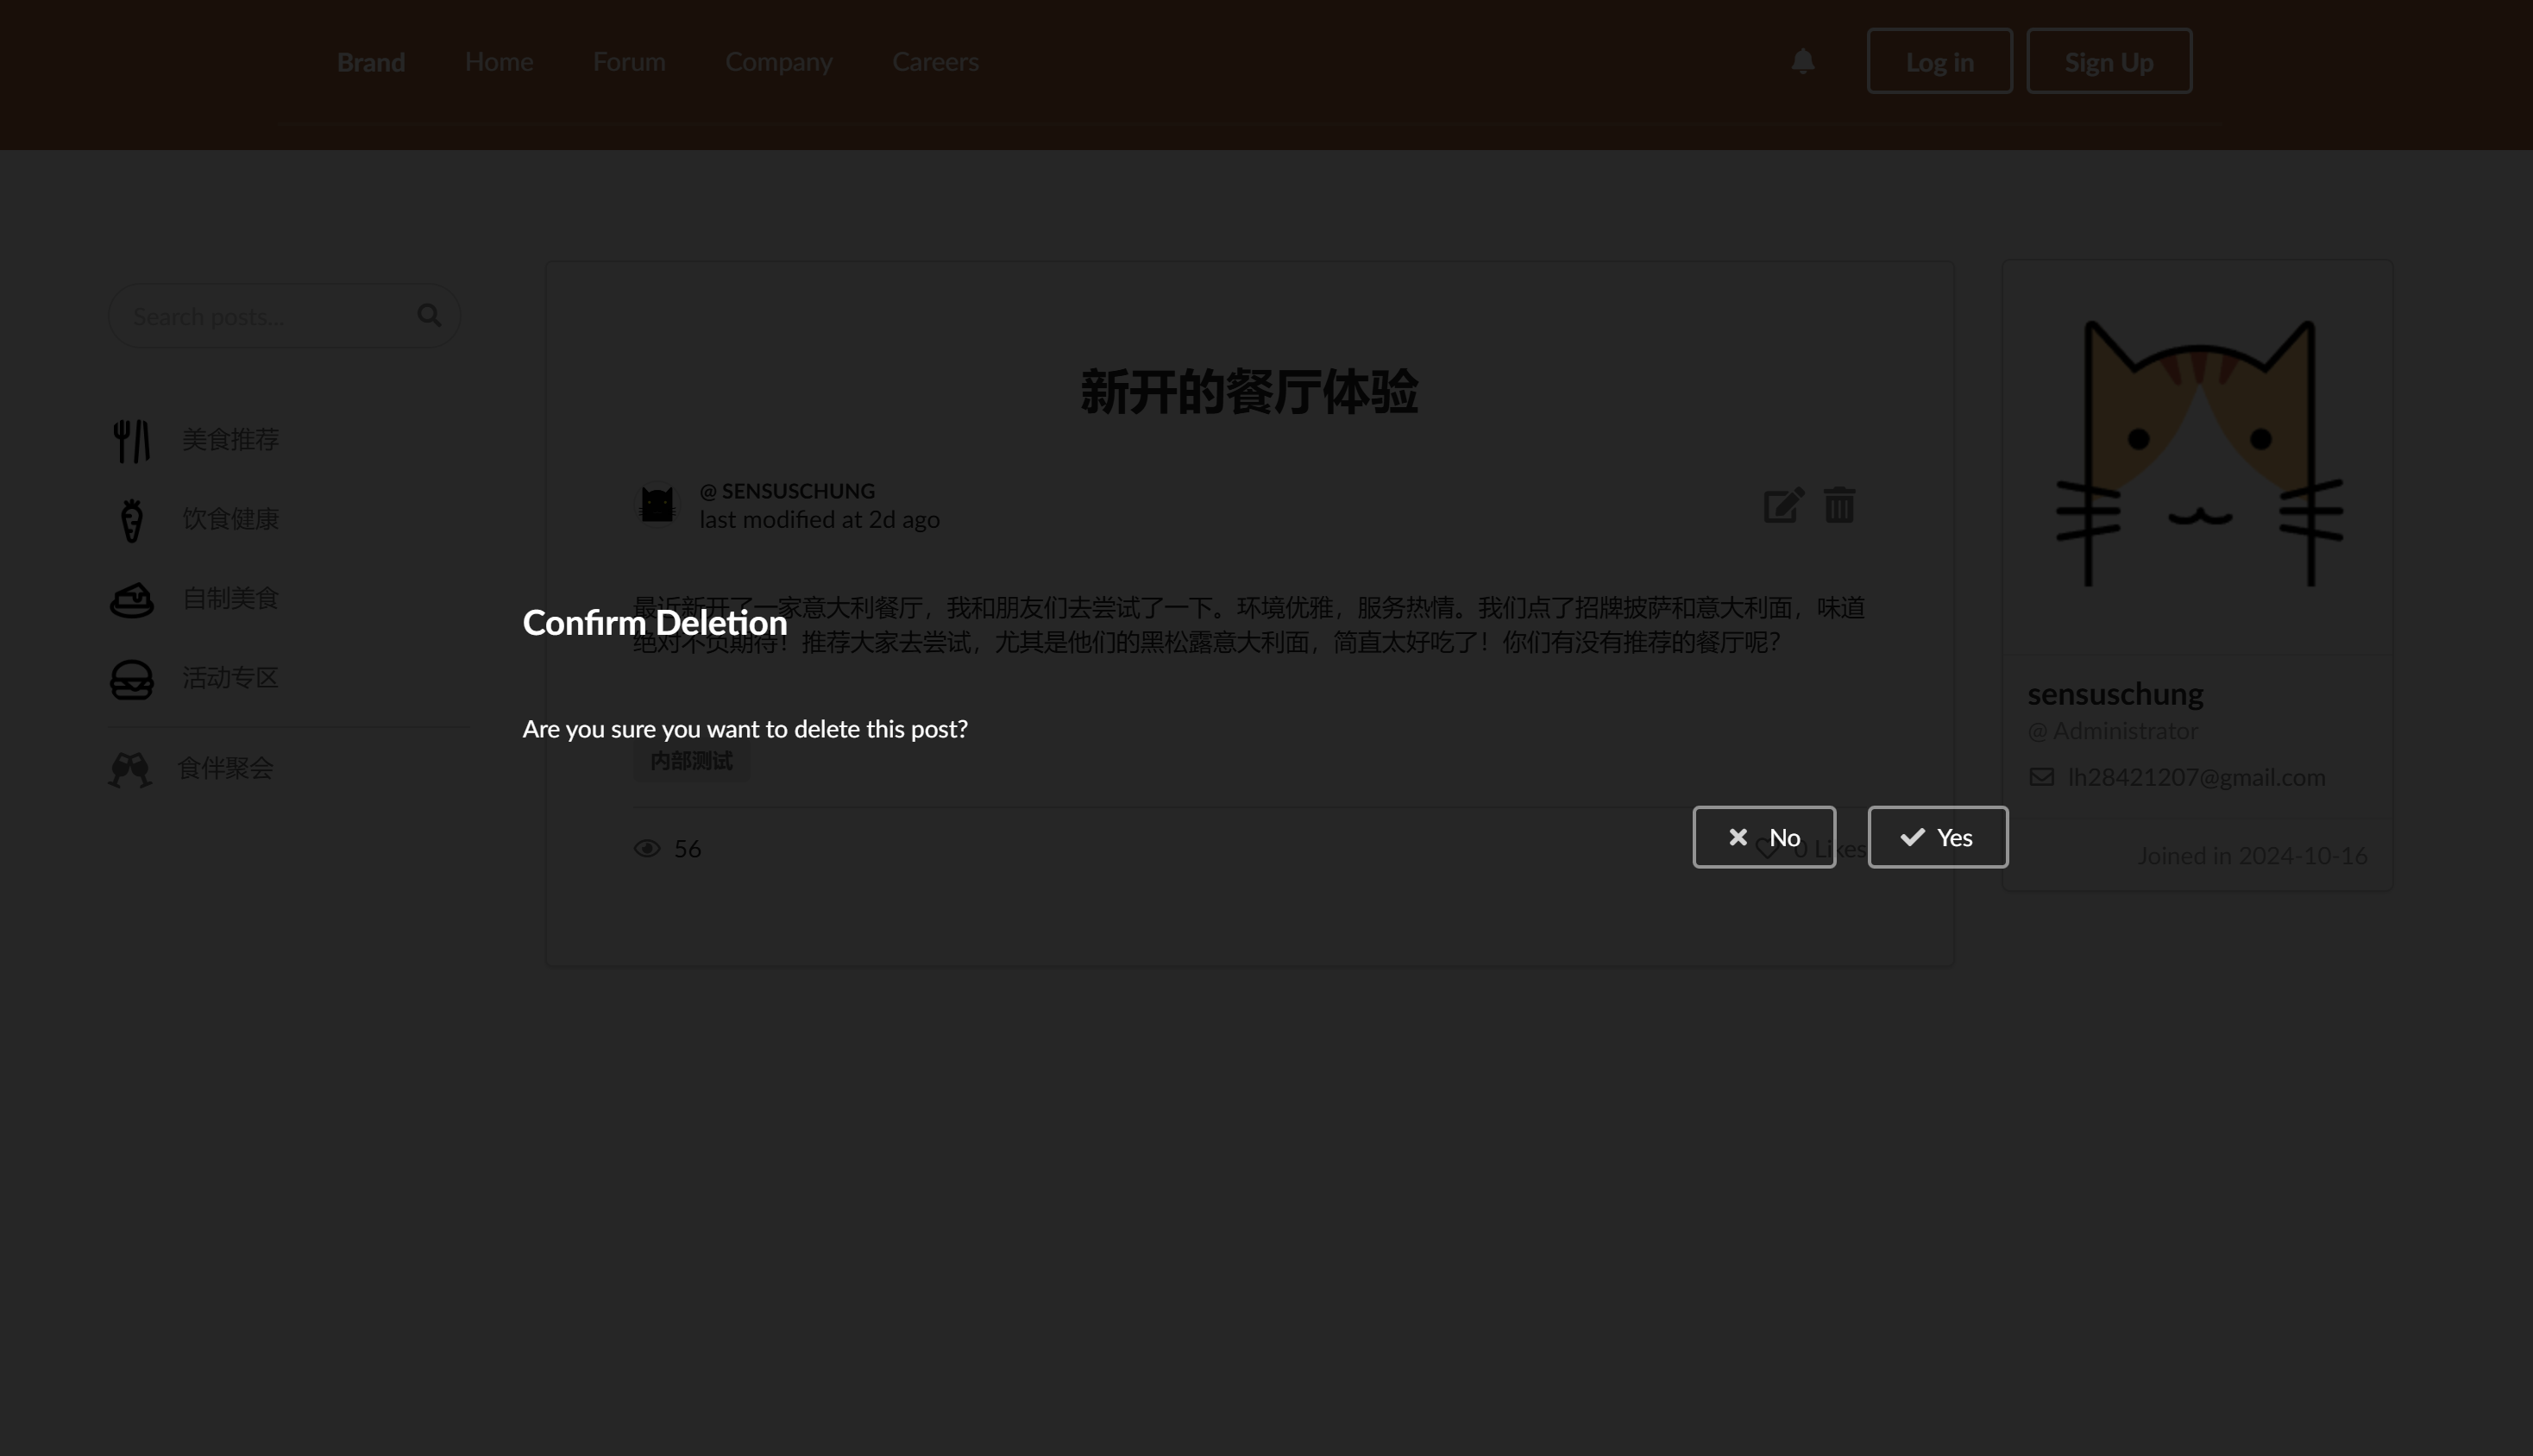 Brand
Home
Forum
Company
Careers
Log in
Sign Up
Search posts...
美食推荐
饮食健康
自制美食
活动专区
食伴聚会
新开的餐厅体验
@ SENSUSCHUNG
last modified at 2d ago
最近新开了一家意大利餐厅，我和朋友们去尝试了一下。环境优雅，服务热情。我们点了招牌披萨和意大利面，味道
绝对不负期待！推荐大家去尝试，尤其是他们的黑松露意大利面，简直太好吃了！你们有没有推荐的餐厅呢？
内部测试
56
0 Likes
Confirm Deletion
Are you sure you want to delete this post?
No
Yes
sensuschung
@ Administrator
lh28421207@gmail.com
Joined in 2024-10-16